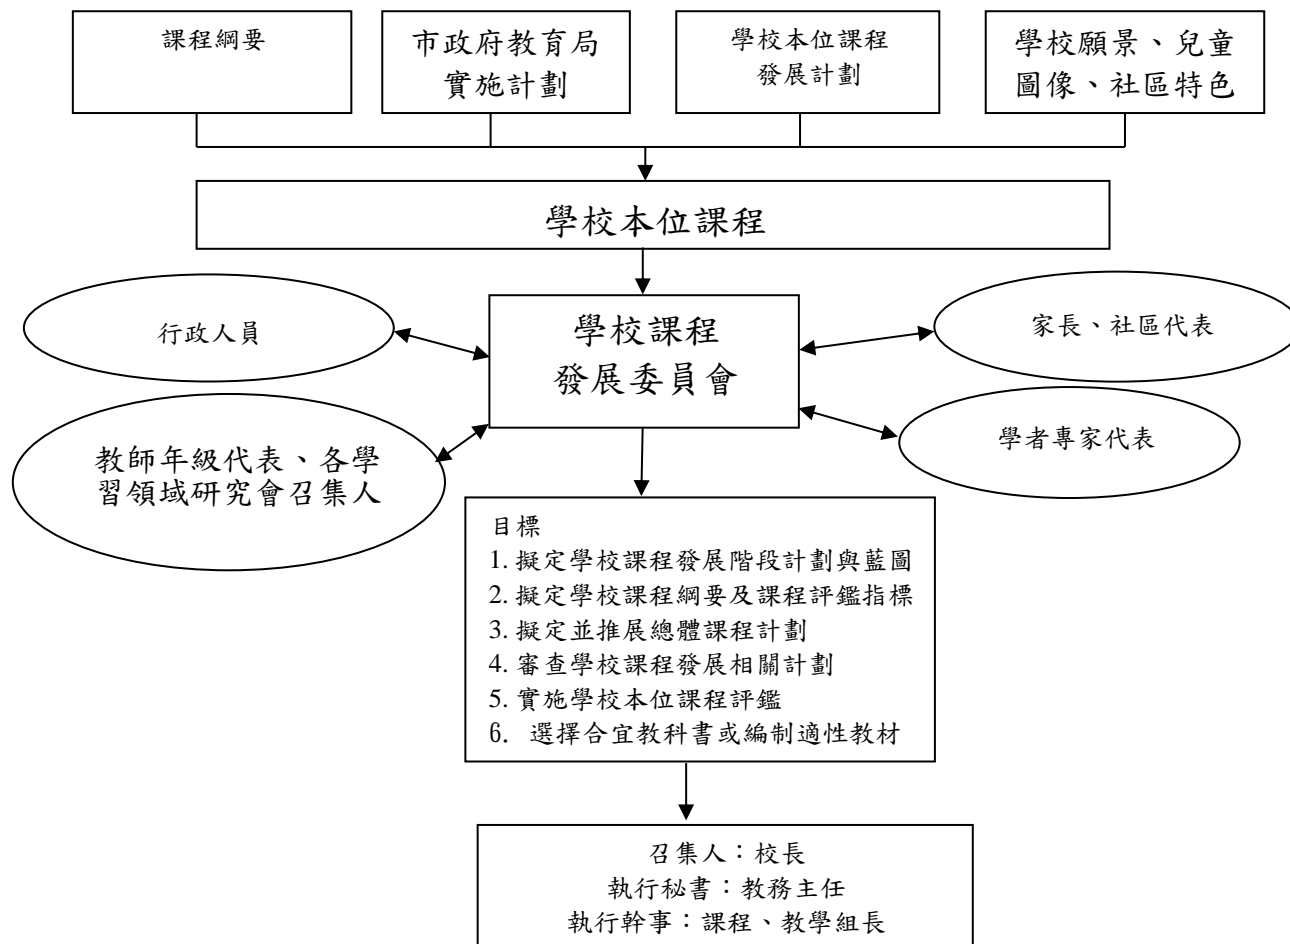 課程綱要
市政府教育局
實施計劃
學校本位課程
發展計劃
學校願景、兒童
圖像、社區特色
學校本位課程
行政人員
學校課程
發展委員會
家長、社區代表
教師年級代表、各學
習領域研究會召集人
學者專家代表
目標
1. 擬定學校課程發展階段計劃與藍圖
2. 擬定學校課程綱要及課程評鑑指標
3. 擬定並推展總體課程計劃
4. 審查學校課程發展相關計劃
5. 實施學校本位課程評鑑
6. 選擇合宜教科書或編制適性教材
召集人：校長
執行秘書：教務主任
執行幹事：課程、教學組長